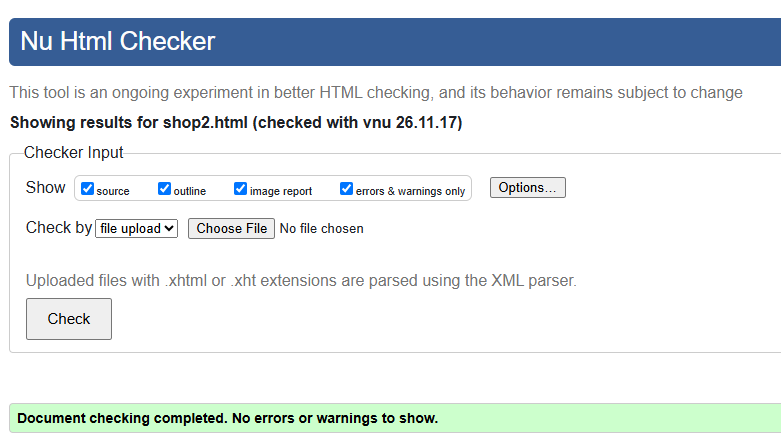 Nu Html Checker
This tool is an ongoing experiment in better HTML checking, and its behavior remains subject to change
Showing results for shop2.html (checked with vnu 26.11.17)
Checker Input
Show source outline image report errors & warnings only Options...
Check by file upload Choose File No file chosen
Uploaded files with .xhtml or .xht extensions are parsed using the XML parser.
Check
Document checking completed. No errors or warnings to show.